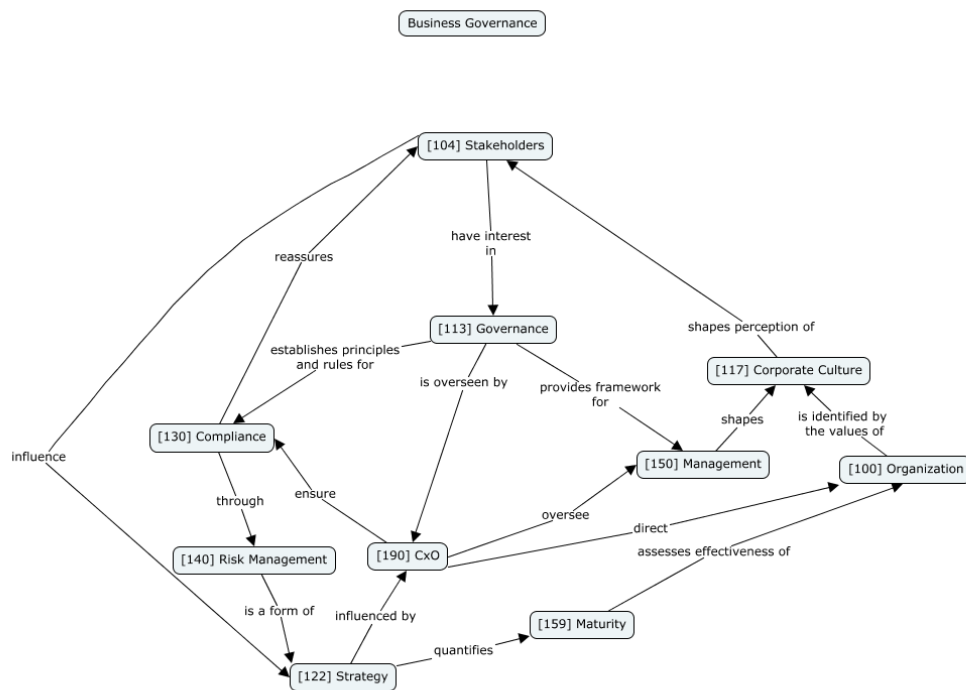 Business Governance
[104] Stakeholders
have interest
in
reassures
[113] Governance
shapes perception of
establishes principles
and rules for
is overseen by
provides framework
for
[117] Corporate Culture
shapes
is identified by
the values of
[130] Compliance
influence
[150] Management
[100] Organization
through
ensure
oversee
direct
[140] Risk Management
[190] CxO
assesses effectiveness of
is a form of
influenced by
[159] Maturity
quantifies
[122] Strategy